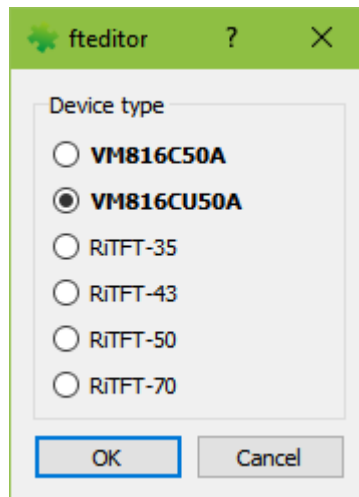 fteditor ?
Device type
VM816C50A
VM816CU50A
RiTFT-35
RiTFT-43
RiTFT-50
RiTFT-70
OK Cancel